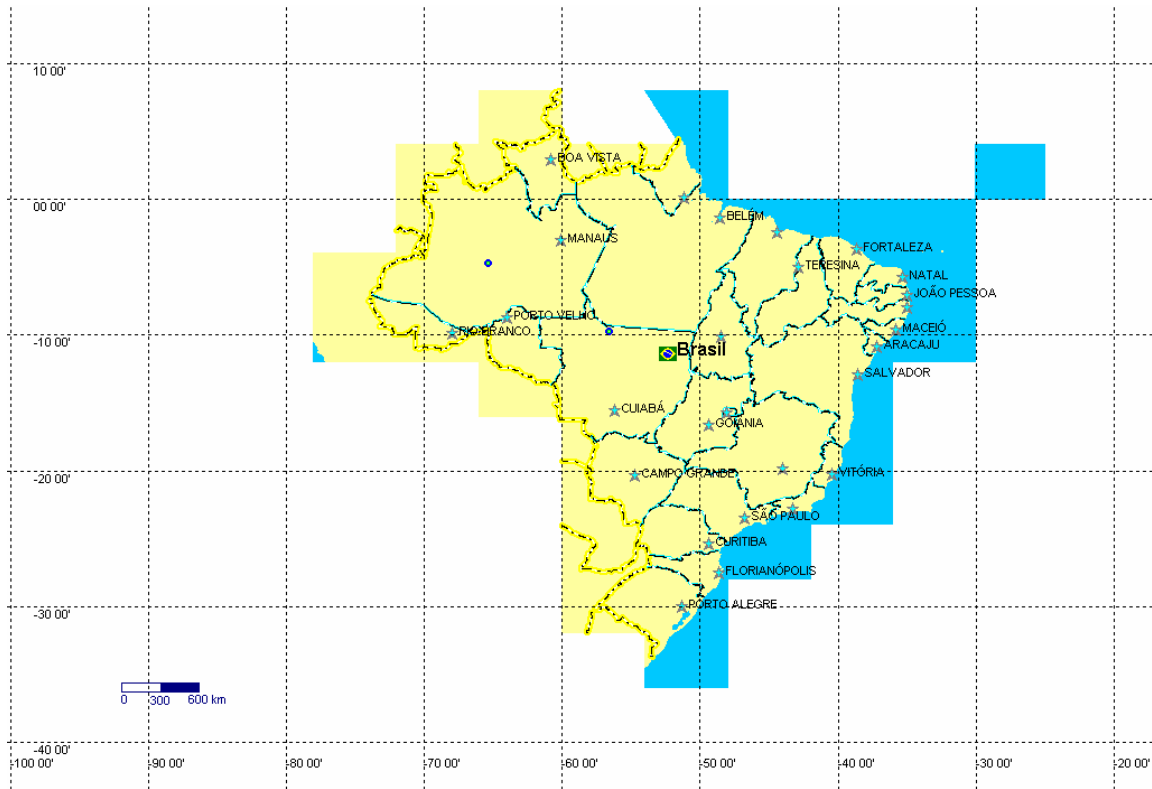 10 00'
BOA VISTA
00 00'
BELÉM
MANAUS
FORTALEZA
TERESINA
NATAL
JOÃO PESSOA
PORTO VELHO
RIO BRANCO
MACEIÓ
-10 00'
ARACAJU
Brasil
SALVADOR
CUIABÁ
GOIANIA
-20 00'
CAMPO GRANDE
VITÓRIA
SÃO PAULO
CURITIBA
FLORIANÓPOLIS
-30 00'
PORTO ALEGRE
0 300 600 km
-40 00'
-100 00' -90 00' -80 00' -70 00' -60 00' -50 00' -40 00' -30 00' -20 00'